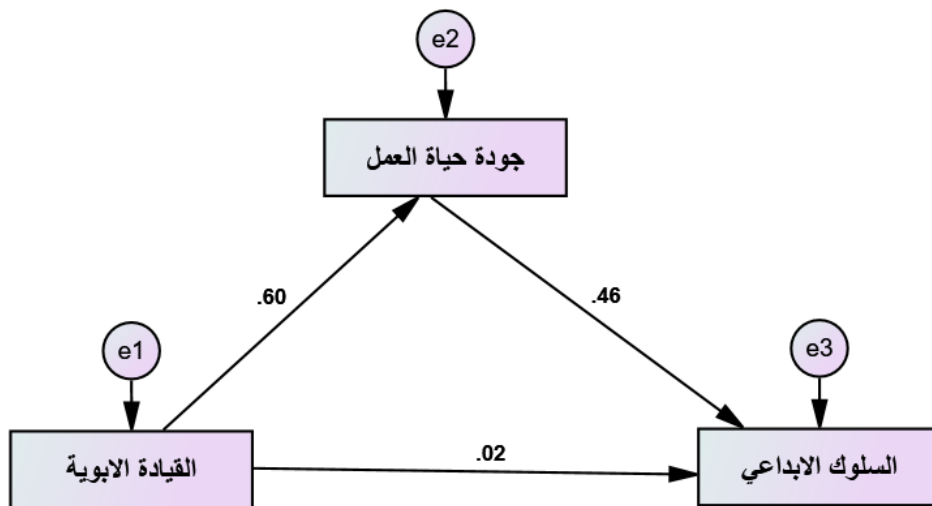 e2
جودة حياة العمل
.60
.46
e1
e3
القيادة الابوية
.02
السلوك الابداعي